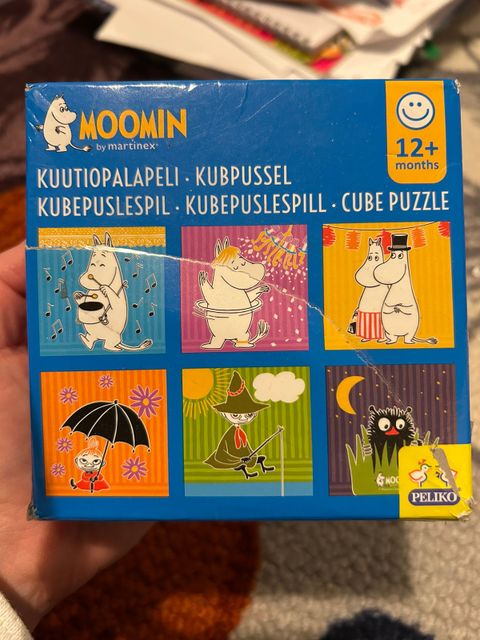 MOOMIN
by martinex®
12+
months
KUUTIOPALAPELI · KUBPUSSEL
KUBEPUSLESPIL · KUBEPUSLESPILL · CUBE PUZZLE
PELIKO